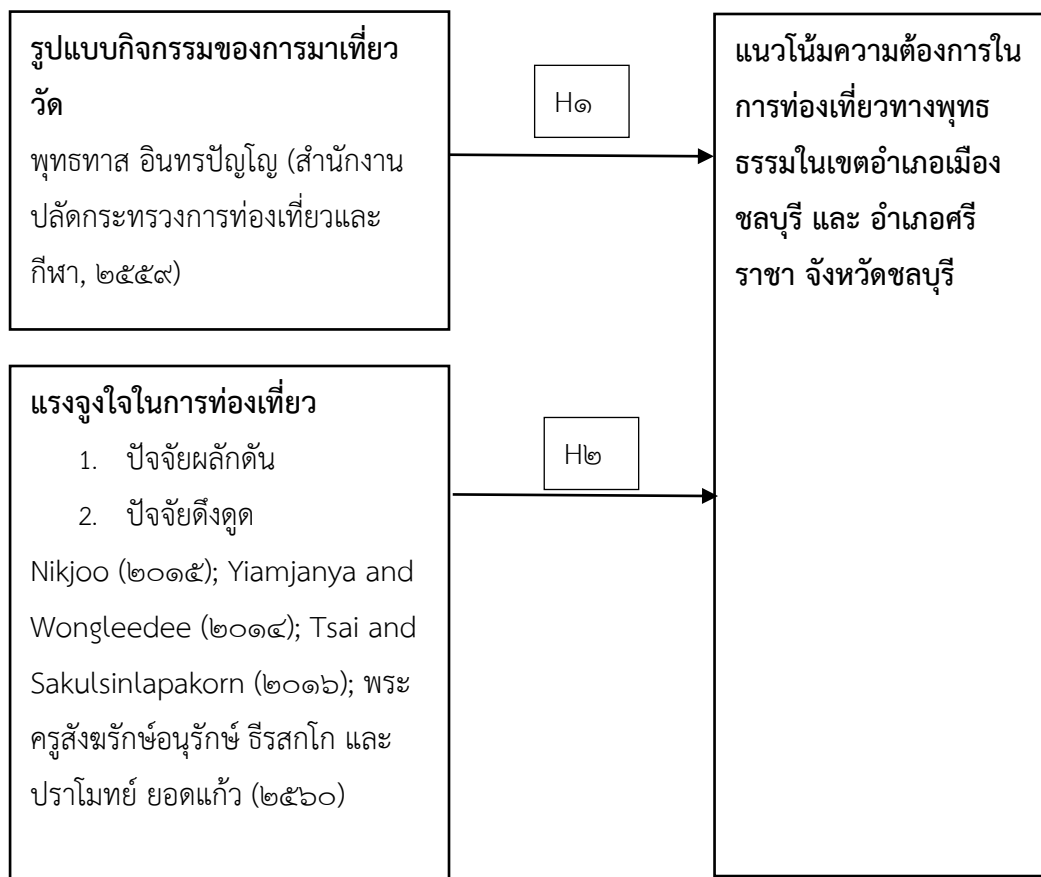 รูปแบบกิจกรรมของการมาเที่ยว
วัด
พุทธทาส อินทรปัญโญ (สำนักงาน
ปลัดกระทรวงการท่องเที่ยวและ
กีฬา, ๒๕๕๙)
H๑
แนวโน้มความต้องการใน
การท่องเที่ยวทางพุทธ
ธรรมในเขตอำเภอเมือง
ชลบุรี และ อำเภอศรี
ราชา จังหวัดชลบุรี
แรงจูงใจในการท่องเที่ยว
1. ปัจจัยผลักดัน
2. ปัจจัยดึงดูด
Nikjoo (๒๐๑๕); Yiamjanya and
Wongleedee (๒๐๑๔); Tsai and
Sakulsinlapakorn (๒๐๑๖); พระ
ครูสังฆรักษ์อนุรักษ์ ธีรสกโก และ
ปราโมทย์ ยอดแก้ว (๒๕๖๐)
H๒